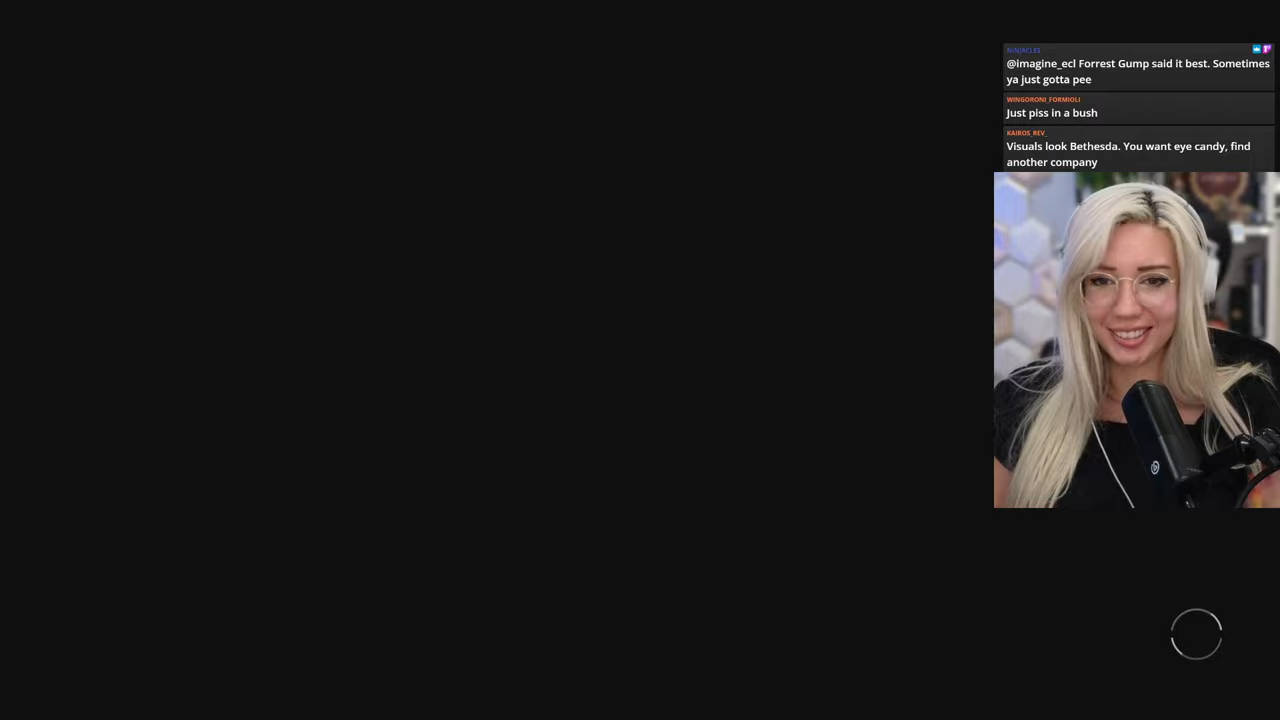 NINJACLES
@imagine_ecl Forrest Gump said it best. Sometimes
ya just gotta pee
WINGORONI_FORMIOLI
Just piss in a bush
KAIROS_REV_
Visuals look Bethesda. You want eye candy, find
another company